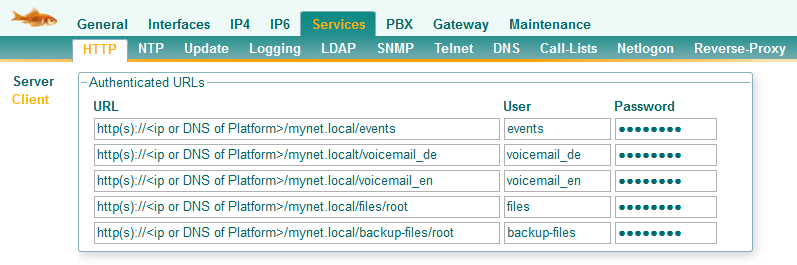 General Interfaces IP4 IP6 Services PBX Gateway Maintenance
HTTP NTP Update Logging LDAP SNMP Telnet DNS Call-Lists Netlogon Reverse-Proxy
Server
Client
Authenticated URLs
URL User Password
http(s)://<ip or DNS of Platform>/mynet.local/events events ●●●●●●●●
http(s)://<ip or DNS of Platform>/mynet.localt/voicemail_de voicemail_de ●●●●●●●●
http(s)://<ip or DNS of Platform>/mynet.local/voicemail_en voicemail_en ●●●●●●●●
http(s)://<ip or DNS of Platform>/mynet.local/files/root files ●●●●●●●●
http(s)://<ip or DNS of Platform>/mynet.local/backup-files/root backup-files ●●●●●●●●